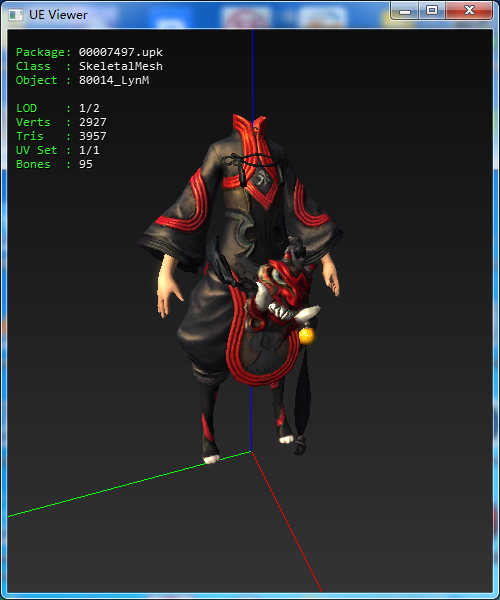 UE Viewer
Package: 00007497.upk
Class  : SkeletalMesh
Object : 80014_LynM
LOD    : 1/2
Verts  : 2927
Tris   : 3957
UV Set : 1/1
Bones  : 95